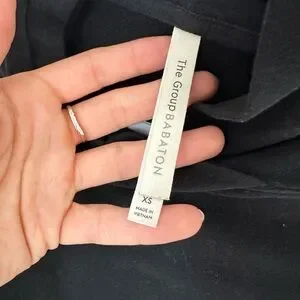 The Group BABATON
XS
MADE IN
VIETNAM